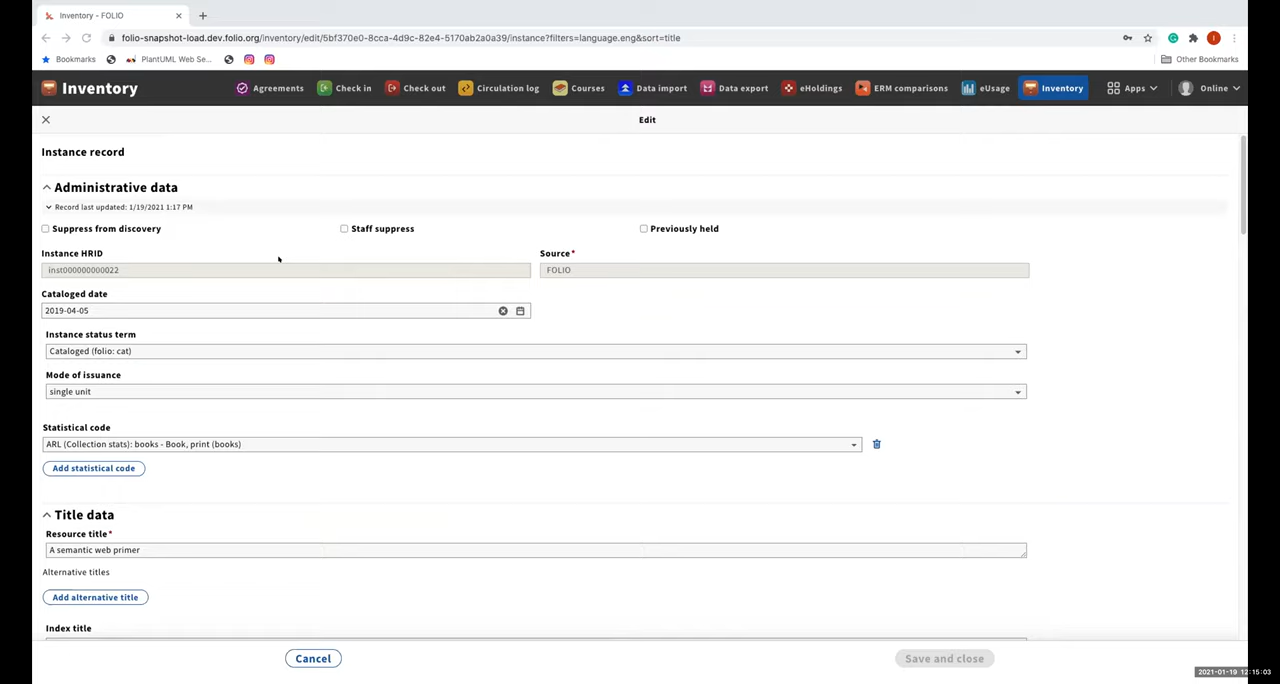 Inventory - FOLIO
folio-snapshot-load.dev.folio.org/inventory/edit/5bf370e0-8cca-4d9c-82e4-5170ab2a0a39/instance?filters=language.eng&sort=title
Bookmarks PlantUML Web Se... Other Bookmarks
Inventory Agreements Check in Check out Circulation log Courses Data import Data export eHoldings ERM comparisons eUsage Inventory Apps Online
Edit
Instance record
Administrative data
Record last updated: 1/19/2021 1:17 PM
Suppress from discovery Staff suppress Previously held
Instance HRID Source*
inst000000000022 FOLIO
Cataloged date
2019-04-05
Instance status term
Cataloged (folio: cat)
Mode of issuance
single unit
Statistical code
ARL (Collection stats): books - Book, print (books)
Add statistical code
Title data
Resource title*
A semantic web primer
Alternative titles
Add alternative title
Index title
Cancel Save and close
2021-01-19 12:15:03